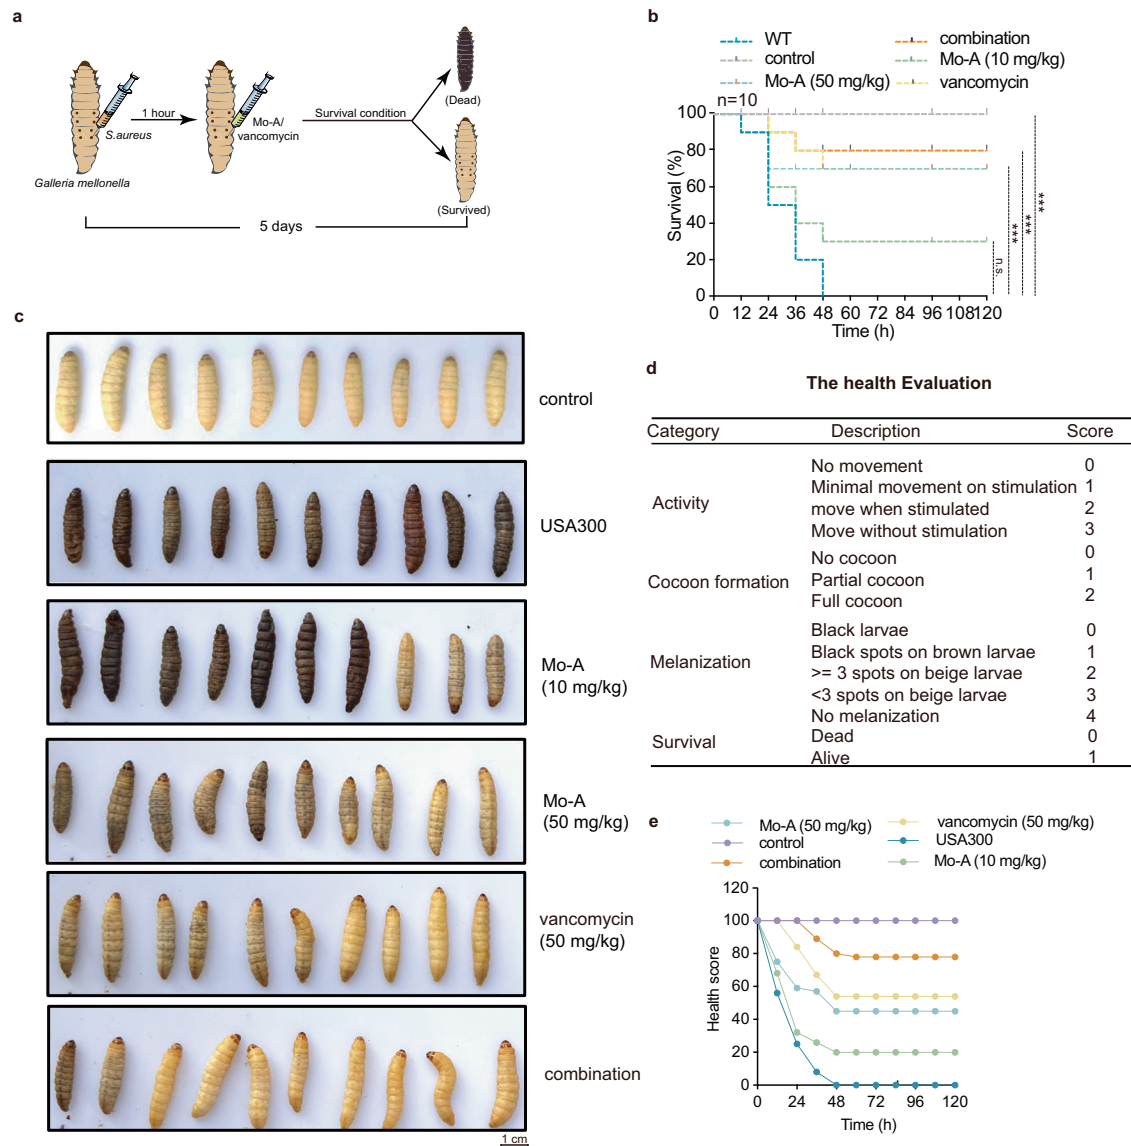 a
1 hour
Survival condition
S.aureus
Mo-A/
vancomycin
(Dead)
Galleria mellonella
(Survived)
5 days
b
WT
control
Mo-A (50 mg/kg)
combination
Mo-A (10 mg/kg)
vancomycin
n=10
100
80
60
40
20
0
Survival (%)
0 12 24 36 48 60 72 84 96 108120
Time (h)
n.s.
***
***
***
c
control
USA300
Mo-A
(10 mg/kg)
Mo-A
(50 mg/kg)
vancomycin
(50 mg/kg)
combination
1 cm
d
The health Evaluation
Category Description Score
Activity
No movement 0
Minimal movement on stimulation 1
move when stimulated 2
Move without stimulation 3
Cocoon formation
No cocoon 0
Partial cocoon 1
Full cocoon 2
Melanization
Black larvae 0
Black spots on brown larvae 1
>= 3 spots on beige larvae 2
<3 spots on beige larvae 3
No melanization 4
Survival
Dead 0
Alive 1
e
Mo-A (50 mg/kg)
control
combination
vancomycin (50 mg/kg)
USA300
Mo-A (10 mg/kg)
120
100
80
60
40
20
0
Health score
0 24 48 72 96 120
Time (h)